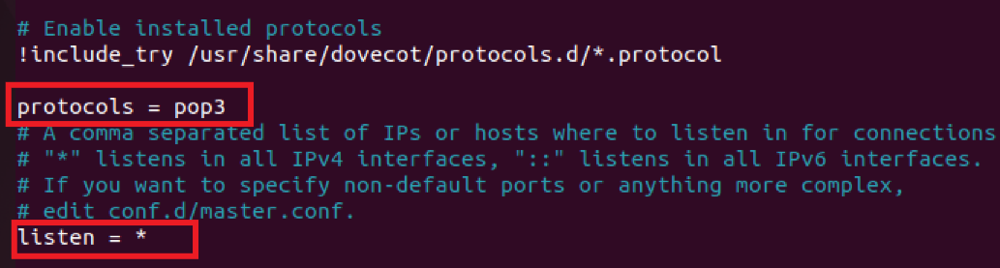 # Enable installed protocols
!include_try /usr/share/dovecot/protocols.d/*.protocol
protocols = pop3
# A comma separated list of IPs or hosts where to listen in for connections
# "*" listens in all IPv4 interfaces, "::" listens in all IPv6 interfaces.
# If you want to specify non-default ports or anything more complex,
# edit conf.d/master.conf.
listen = *